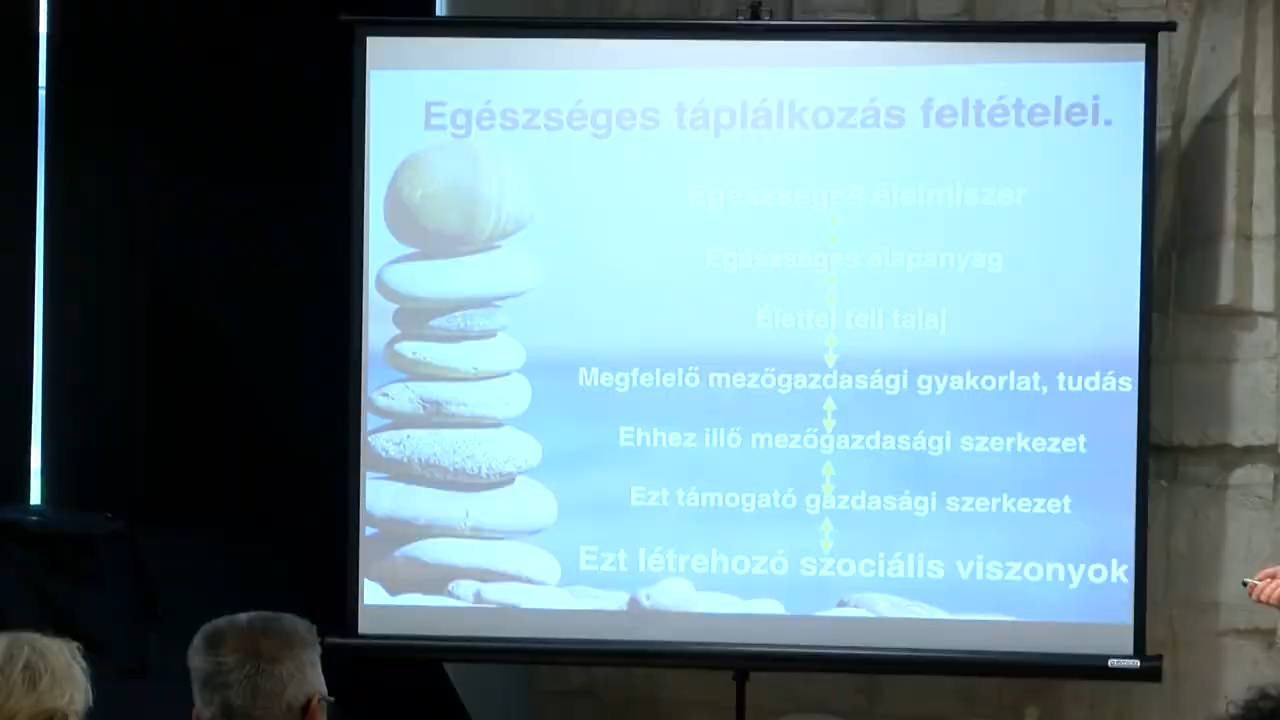 Egészséges táplálkozás feltételei.
Egészséges élelmiszer
Egészséges alapanyag
Élettel teli talaj
Megfelelő mezőgazdasági gyakorlat, tudás
Ehhez illő mezőgazdasági szerkezet
Ezt támogató gazdasági szerkezet
Ezt létrehozó szociális viszonyok